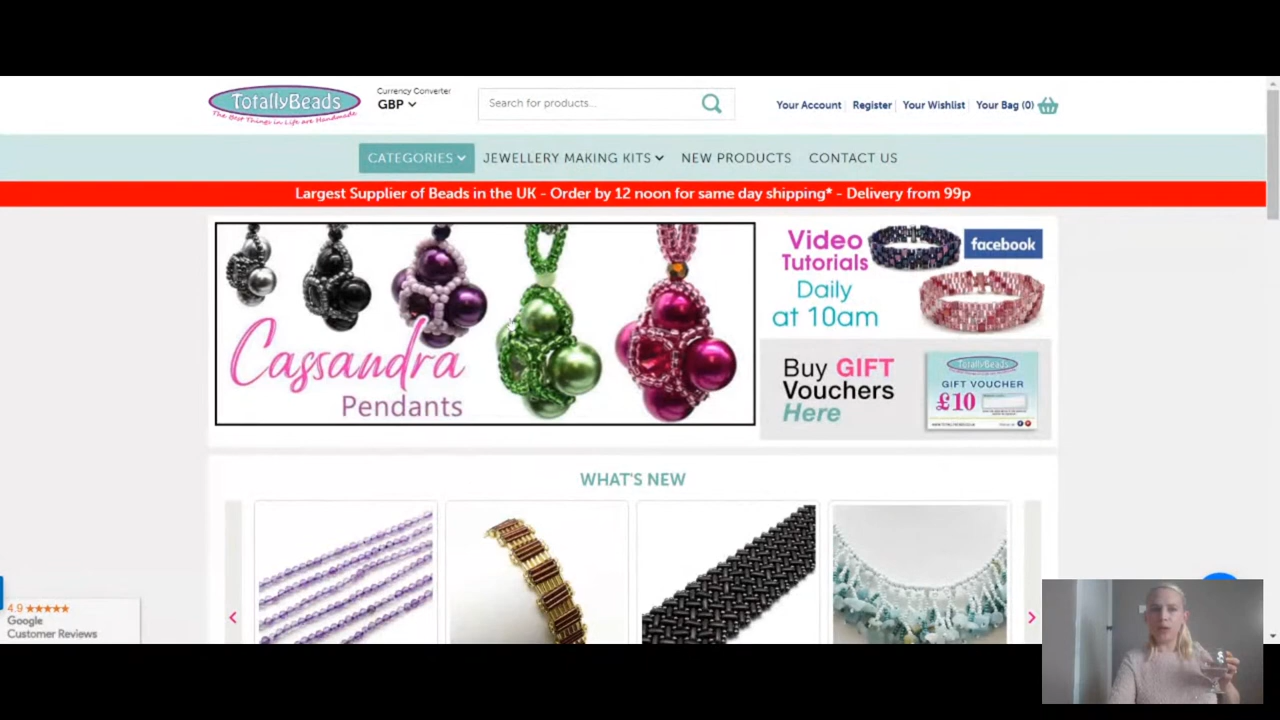 TotallyBeads
The Best Things in Life are Handmade
Currency Converter
GBP
Search for products...
Your Account
Register
Your Wishlist
Your Bag (0)
CATEGORIES
JEWELLERY MAKING KITS
NEW PRODUCTS
CONTACT US
Largest Supplier of Beads in the UK - Order by 12 noon for same day shipping* - Delivery from 99p
Cassandra
Pendants
Video
Tutorials
Daily
at 10am
facebook
Buy GIFT
Vouchers
Here
TotallyBeads
GIFT VOUCHER
£10
WHAT'S NEW
4.9
Google
Customer Reviews